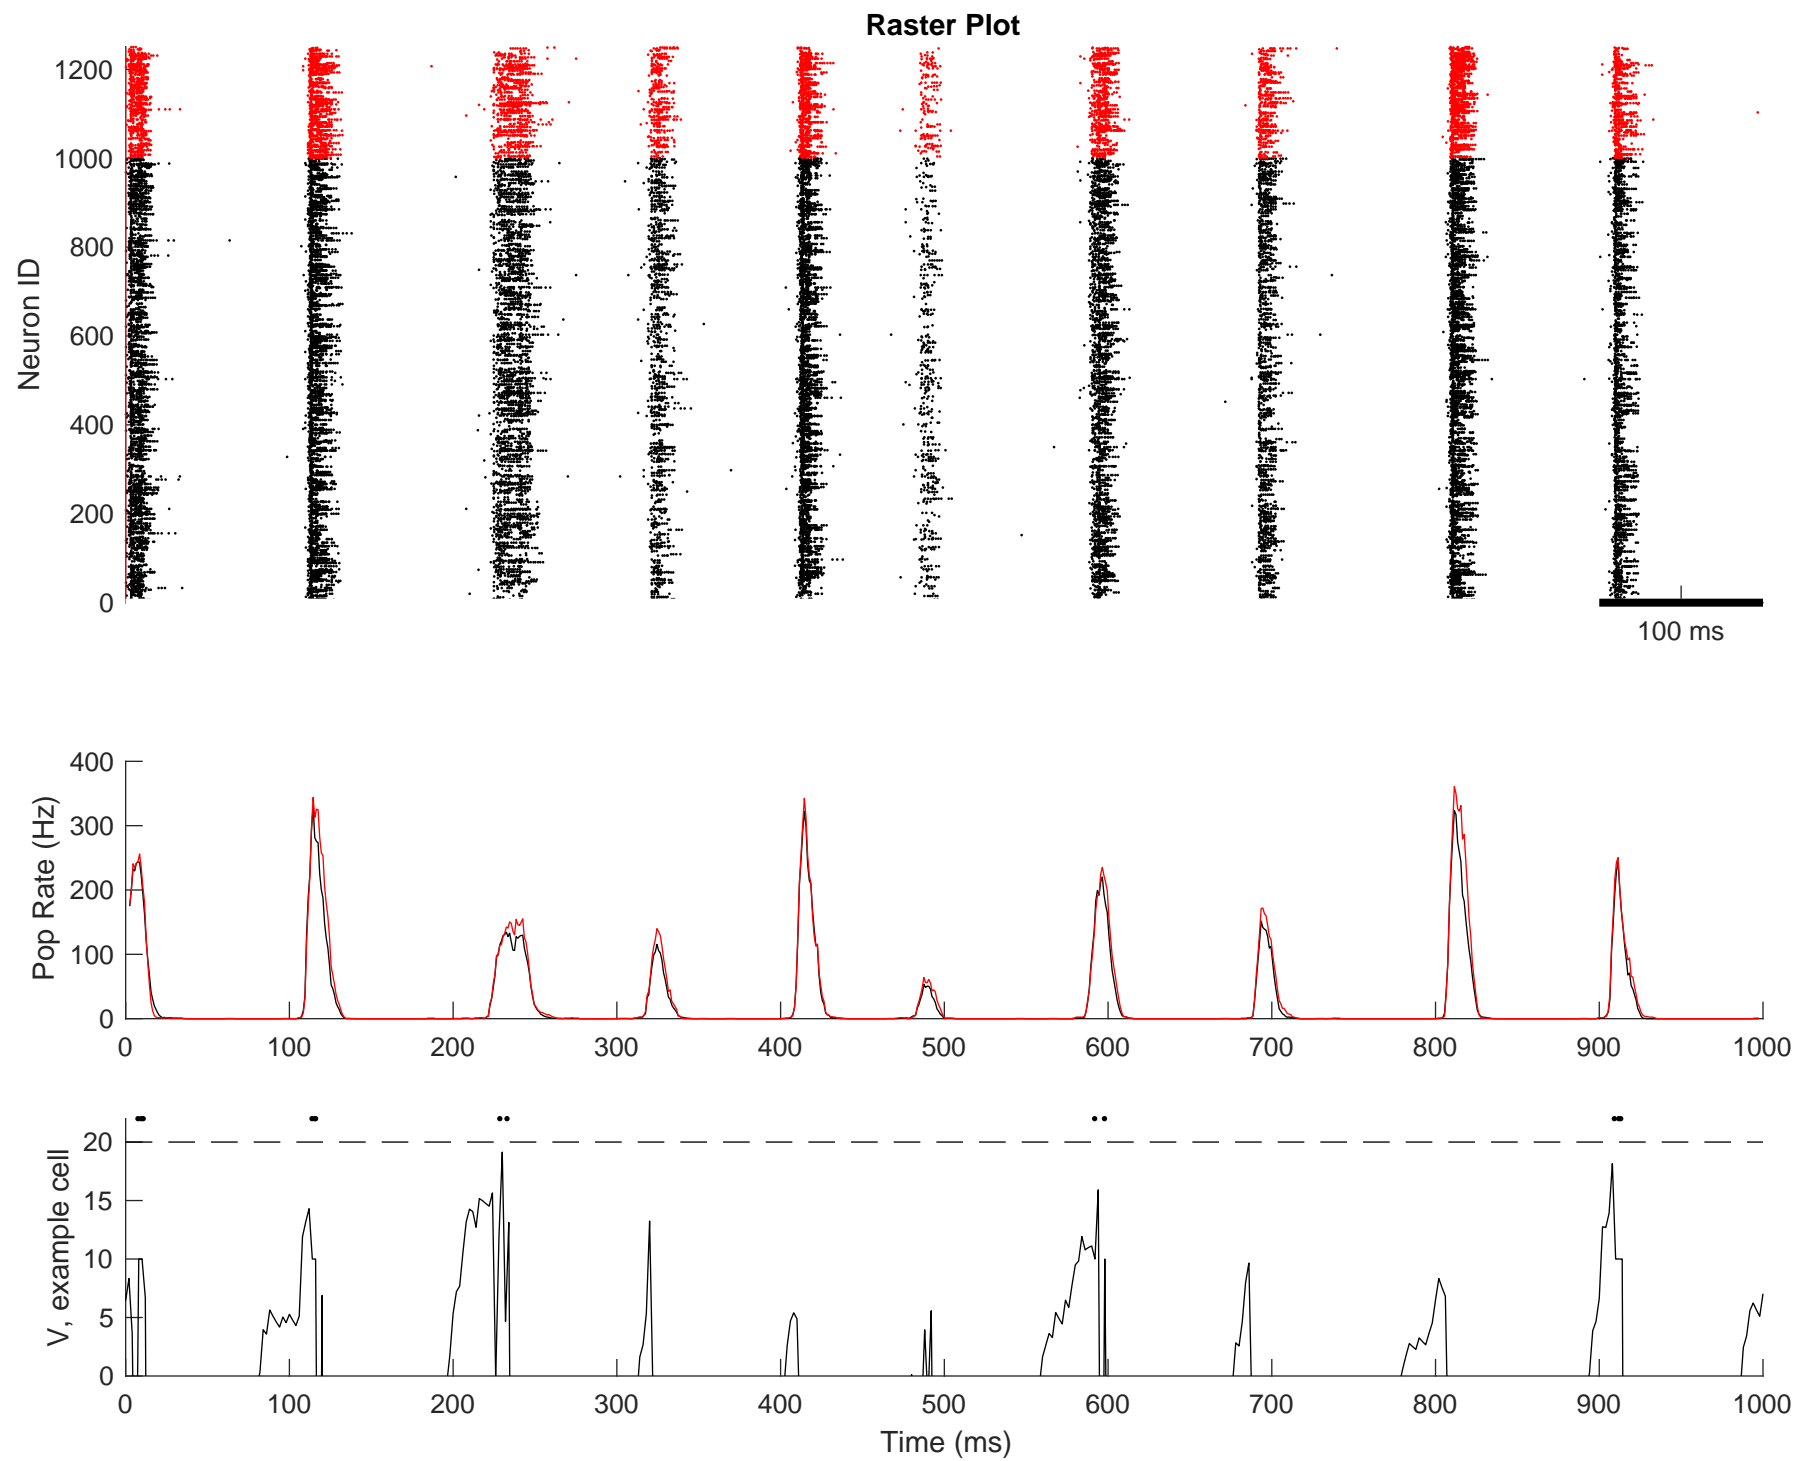 Raster Plot
1200
1000
800
600
400
200
0
Neuron ID
100 ms
400
300
200
100
0
Pop Rate (Hz)
0 100 200 300 400 500 600 700 800 900 1000
20
15
10
5
0
V, example cell
0 100 200 300 400 500 600 700 800 900 1000
Time (ms)